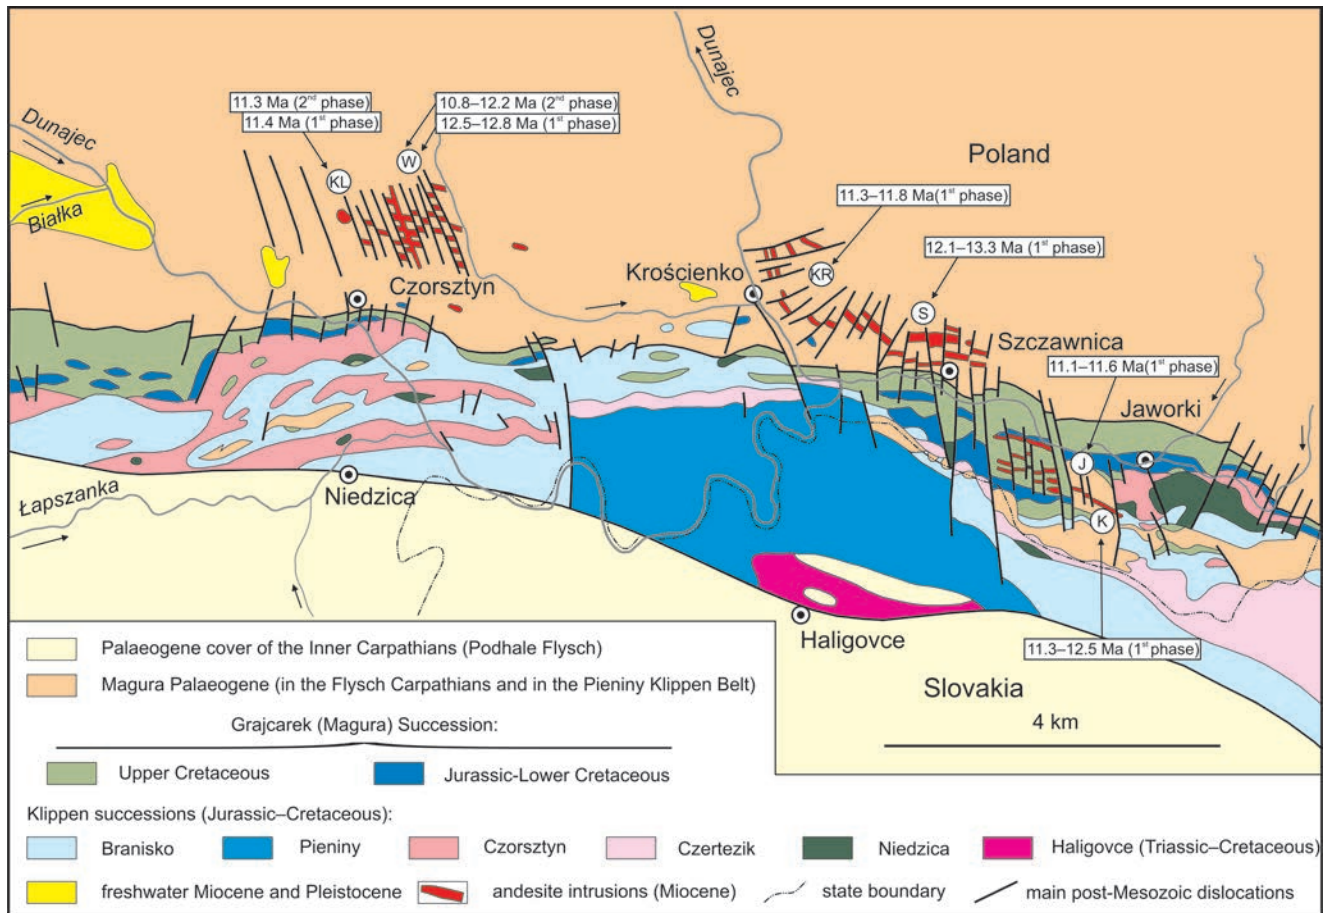 Dunajec
11.3 Ma (2nd phase)
11.4 Ma (1st phase)
10.8–12.2 Ma (2nd phase)
12.5–12.8 Ma (1st phase)
Dunajec
Poland
W
KL
11.3–11.8 Ma(1st phase)
Białka
12.1–13.3 Ma (1st phase)
Krościenko
KR
Czorsztyn
S
Szczawnica
11.1–11.6 Ma(1st phase)
Jaworki
J
Łapszanka
Niedzica
K
Haligovce
11.3–12.5 Ma (1st phase)
Slovakia
4 km
Palaeogene cover of the Inner Carpathians (Podhale Flysch)
Magura Palaeogene (in the Flysch Carpathians and in the Pieniny Klippen Belt)
Grajcarek (Magura) Succession:
Upper Cretaceous Jurassic-Lower Cretaceous
Klippen successions (Jurassic–Cretaceous):
Branisko Pieniny Czorsztyn Czertezik Niedzica Haligovce (Triassic–Cretaceous)
freshwater Miocene and Pleistocene andesite intrusions (Miocene) state boundary main post-Mesozoic dislocations